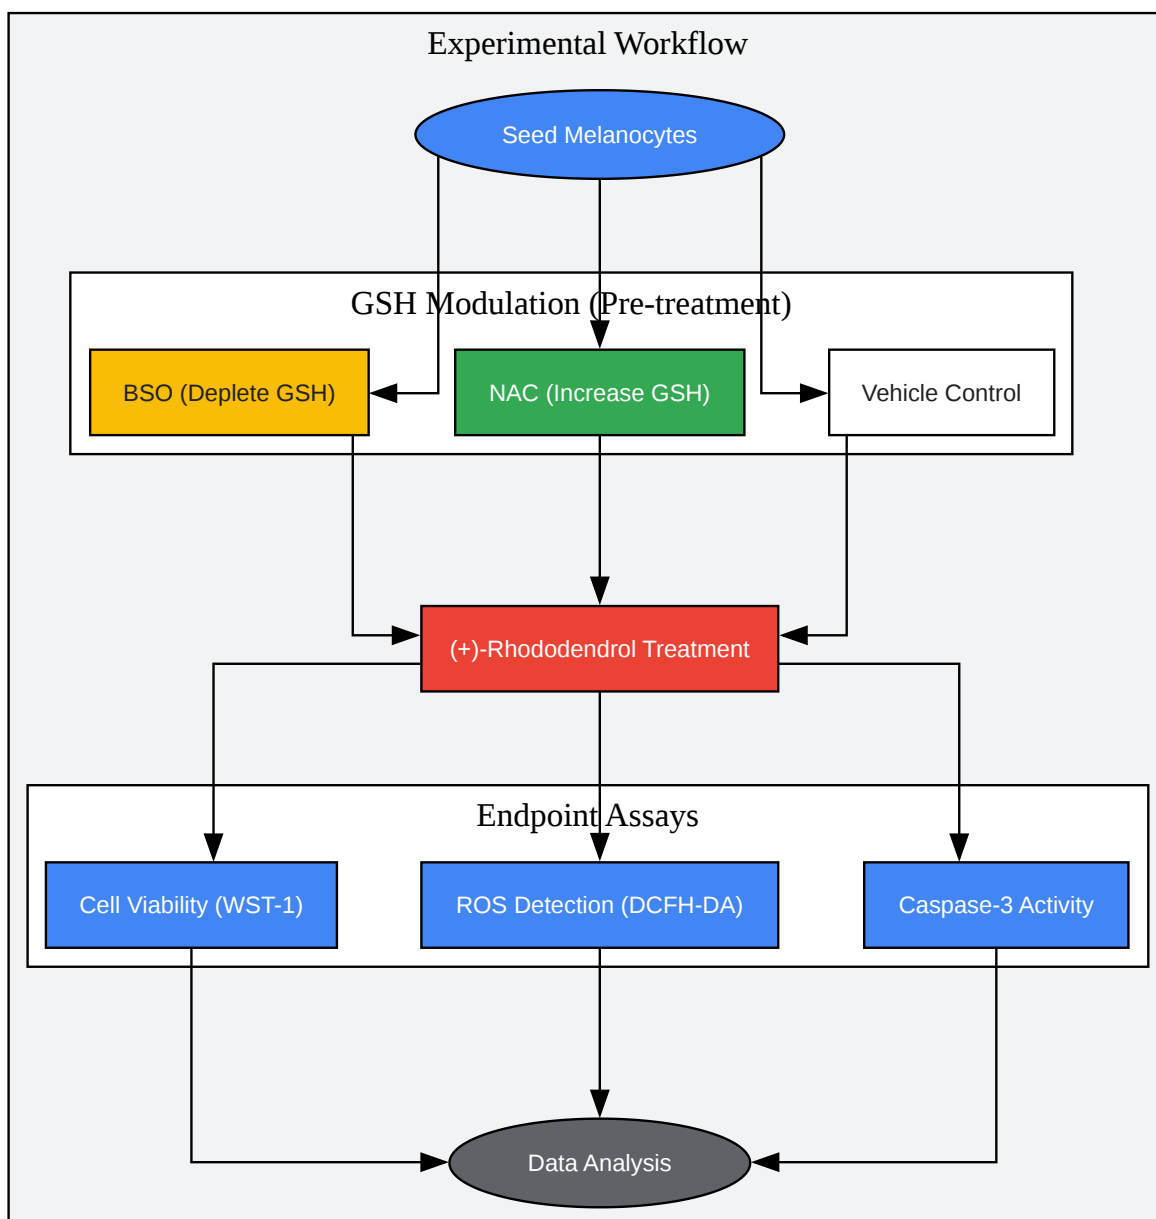 Experimental Workflow
Seed Melanocytes
GSH Modulation (Pre-treatment)
BSO (Deplete GSH)
NAC (Increase GSH)
Vehicle Control
(+)-Rhododendrol Treatment
Endpoint Assays
Cell Viability (WST-1)
ROS Detection (DCFH-DA)
Caspase-3 Activity
Data Analysis